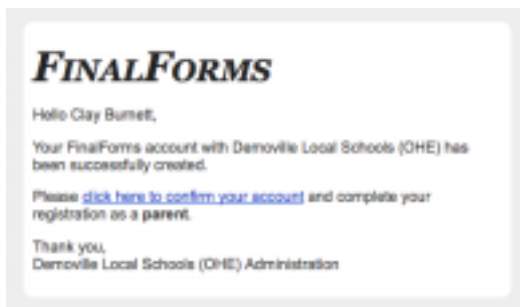 FINALFORMS
Hello Clay Burnett,
Your FinalForms account with Demoville Local Schools (OHE) has
been successfully created.
Please click here to confirm your account and complete your
registration as a parent.
Thank you,
Demoville Local Schools (OHE) Administration